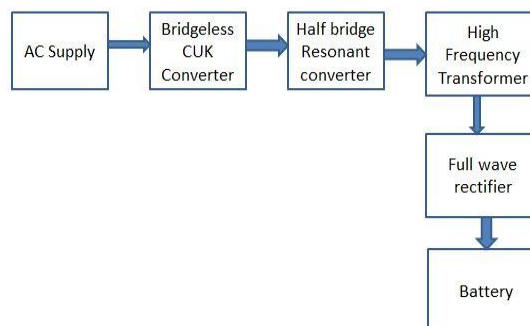 AC Supply
Bridgeless
CUK
Converter
Half bridge
Resonant
converter
High
Frequency
Transformer
Full wave
rectifier
Battery